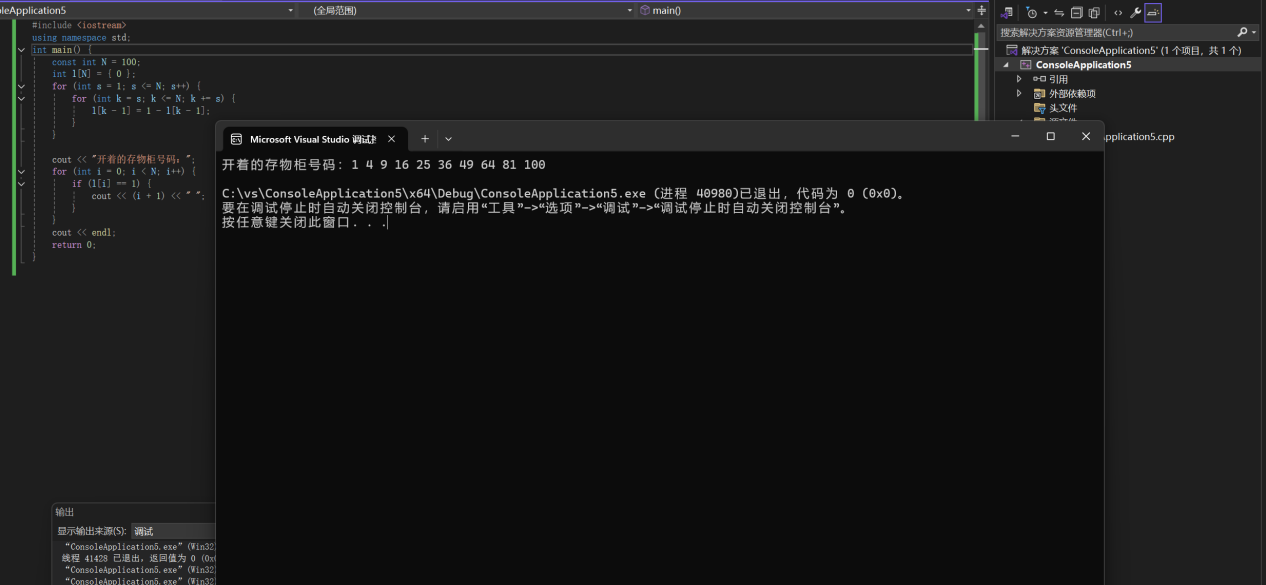 oleApplication5
(全局范围)
main()
#include <iostream>
using namespace std;
int main() {
const int N = 100;
int l[N] = { 0 };
for (int s = 1; s <= N; s++) {
for (int k = s; k <= N; k += s) {
l[k - 1] = 1 - l[k - 1];
}
}
cout << "开着的存物柜号码：";
for (int i = 0; i < N; i++) {
if (l[i] == 1) {
cout << (i + 1) << " ";
}
}
cout << endl;
return 0;
}
搜索解决方案资源管理器(Ctrl+;)
解决方案 'ConsoleApplication5' (1 个项目，共 1 个)
ConsoleApplication5
引用
外部依赖项
头文件
pplication5.cpp
Microsoft Visual Studio 调试控
开着的存物柜号码：1 4 9 16 25 36 49 64 81 100
C:\vs\ConsoleApplication5\x64\Debug\ConsoleApplication5.exe (进程 40980)已退出，代码为 0 (0x0)。
要在调试停止时自动关闭控制台，请启用“工具”->“选项”->“调试”->“调试停止时自动关闭控制台”。
按任意键关闭此窗口. . .
输出
显示输出来源(S): 调试
“ConsoleApplication5.exe” (Win32
线程 41428 已退出，返回值为 0 (0x
“ConsoleApplication5.exe” (Win32
“ConsoleApplication5.exe” (Win32